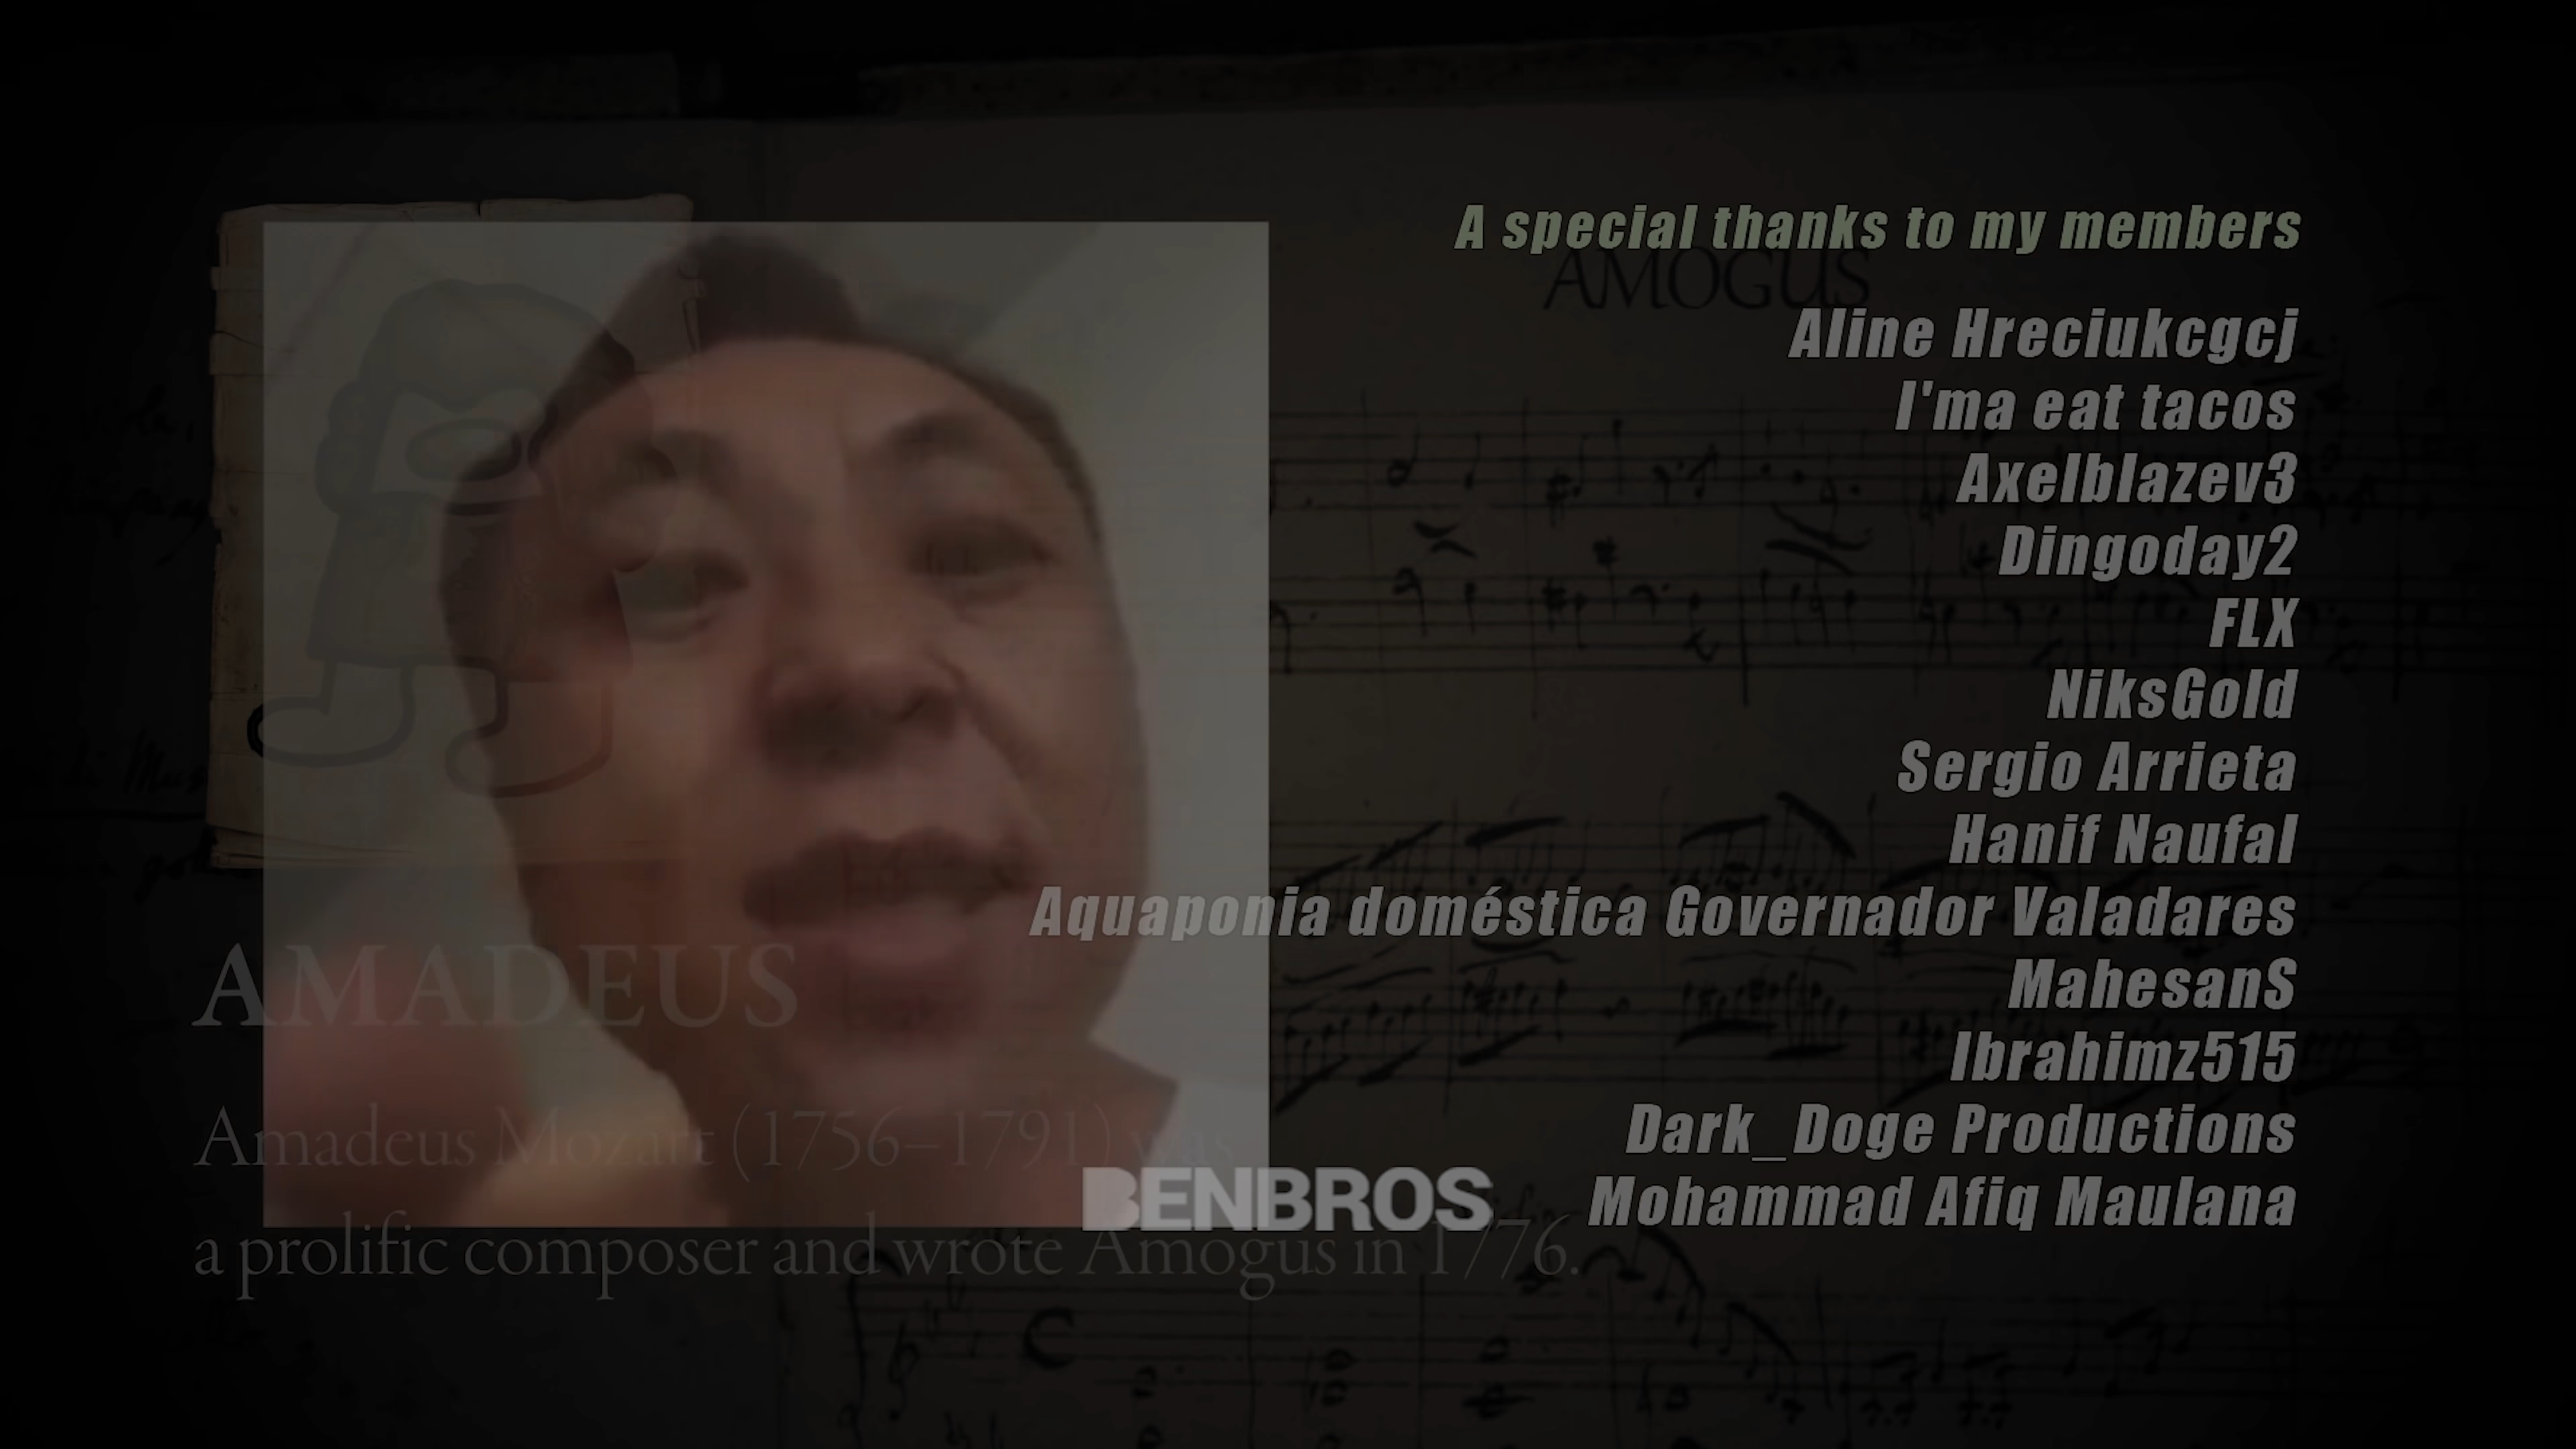 A special thanks to my members
AMOGUS
Aline Hreciukcgcj
I'ma eat tacos
Axelblazev3
Dingoday2
FLX
NiksGold
Sergio Arrieta
Hanif Naufal
Aquaponia doméstica Governador Valadares
MahesanS
Ibrahimz515
Dark_Doge Productions
Mohammad Afiq Maulana
AMADEUS
Amadeus Mozart (1756–1791) was
BENBROS
a prolific composer and wrote Amogus in 1776.